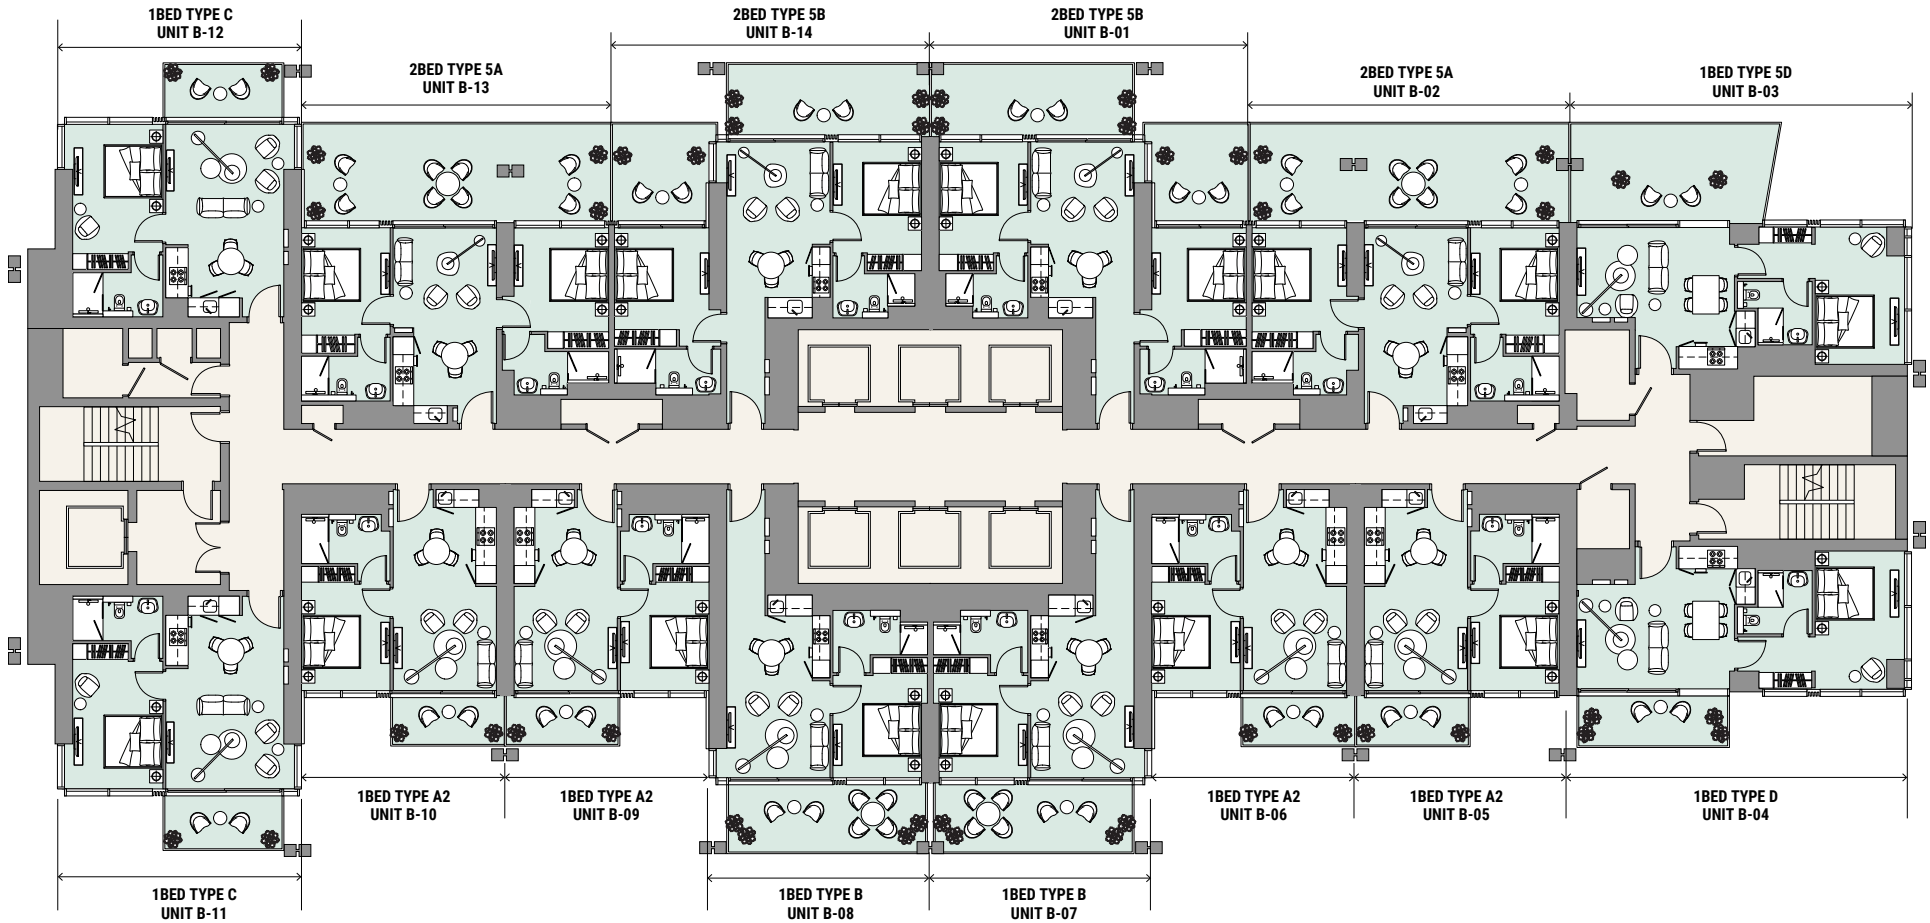 1BED TYPE C
UNIT B-12
2BED TYPE 5A
UNIT B-13
2BED TYPE 5B
UNIT B-14
2BED TYPE 5B
UNIT B-01
2BED TYPE 5A
UNIT B-02
1BED TYPE 5D
UNIT B-03
1BED TYPE C
UNIT B-11
1BED TYPE A2
UNIT B-10
1BED TYPE A2
UNIT B-09
1BED TYPE B
UNIT B-08
1BED TYPE B
UNIT B-07
1BED TYPE A2
UNIT B-06
1BED TYPE A2
UNIT B-05
1BED TYPE D
UNIT B-04